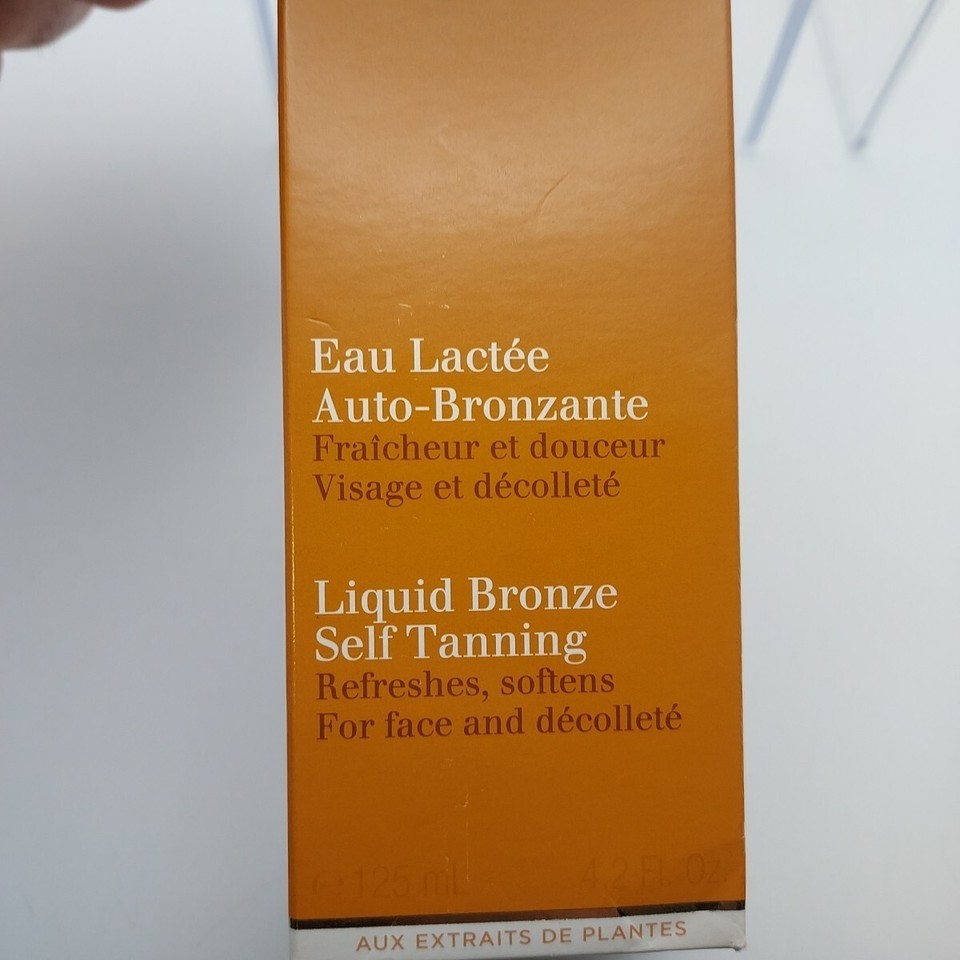 Eau Lactée
Auto-Bronzante
Fraîcheur et douceur
Visage et décolleté
Liquid Bronze
Self Tanning
Refreshes, softens
For face and décolleté
℮ 125 mL 4.2 Fl. Oz
AUX EXTRAITS DE PLANTES